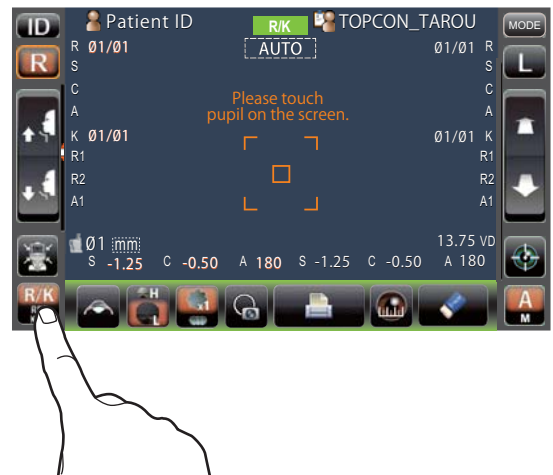 ID Patient ID R/K TOPCON_TAROU MODE
R R 01/01 AUTO 01/01 R L
S S
C C
Please touch
A A
pupil on the screen.
K 01/01 01/01 K
R1 R1
R2 R2
A1 A1
01 mm 13.75 VD
S -1.25 C -0.50 A 180 S -1.25 C -0.50 A 180
R/K H L x1 A
M